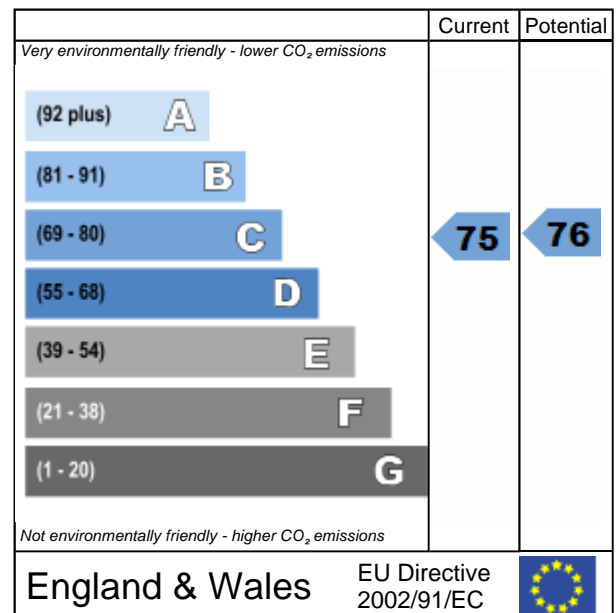 Current Potential
Very environmentally friendly - lower CO₂ emissions
(92 plus) A
(81 - 91) B
(69 - 80) C 75 76
(55 - 68) D
(39 - 54) E
(21 - 38) F
(1 - 20) G
Not environmentally friendly - higher CO₂ emissions
England & Wales
EU Directive
2002/91/EC